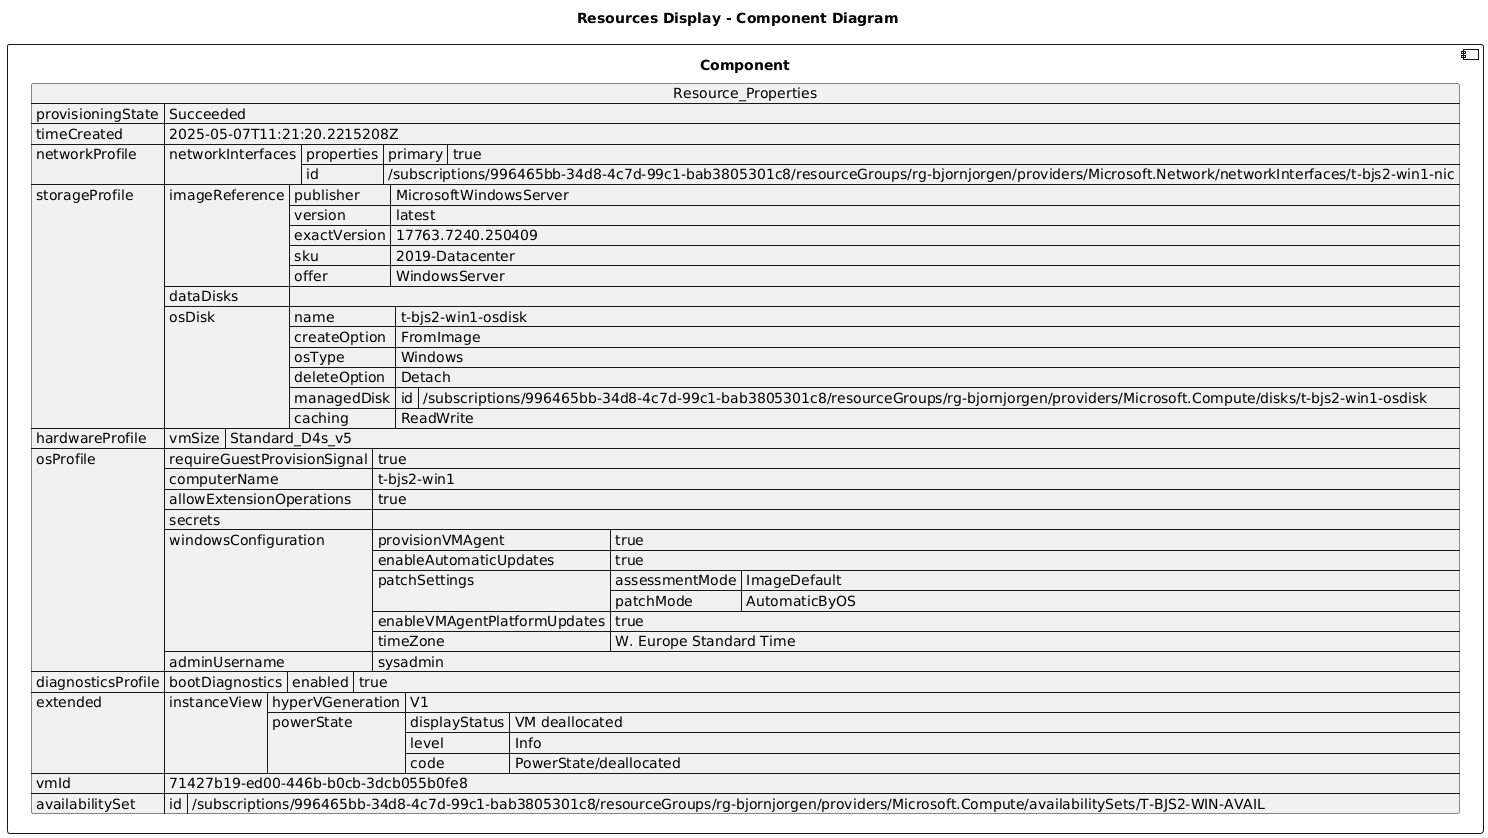 Resources Display - Component Diagram
Component
Resource_Properties
provisioningState Succeeded
timeCreated 2025-05-07T11:21:20.2215208Z
networkProfile networkInterfaces properties primary true
id /subscriptions/996465bb-34d8-4c7d-99c1-bab3805301c8/resourceGroups/rg-bjornjorgen/providers/Microsoft.Network/networkInterfaces/t-bjs2-win1-nic
storageProfile imageReference publisher MicrosoftWindowsServer
version latest
exactVersion 17763.7240.250409
sku 2019-Datacenter
offer WindowsServer
dataDisks
osDisk name t-bjs2-win1-osdisk
createOption FromImage
osType Windows
deleteOption Detach
managedDisk id /subscriptions/996465bb-34d8-4c7d-99c1-bab3805301c8/resourceGroups/rg-bjornjorgen/providers/Microsoft.Compute/disks/t-bjs2-win1-osdisk
caching ReadWrite
hardwareProfile vmSize Standard_D4s_v5
osProfile requireGuestProvisionSignal true
computerName t-bjs2-win1
allowExtensionOperations true
secrets
windowsConfiguration provisionVMAgent true
enableAutomaticUpdates true
patchSettings assessmentMode ImageDefault
patchMode AutomaticByOS
enableVMAgentPlatformUpdates true
timeZone W. Europe Standard Time
adminUsername sysadmin
diagnosticsProfile bootDiagnostics enabled true
extended instanceView hyperVGeneration V1
powerState displayStatus VM deallocated
level Info
code PowerState/deallocated
vmId 71427b19-ed00-446b-b0cb-3dcb055b0fe8
availabilitySet id /subscriptions/996465bb-34d8-4c7d-99c1-bab3805301c8/resourceGroups/rg-bjornjorgen/providers/Microsoft.Compute/availabilitySets/T-BJS2-WIN-AVAIL